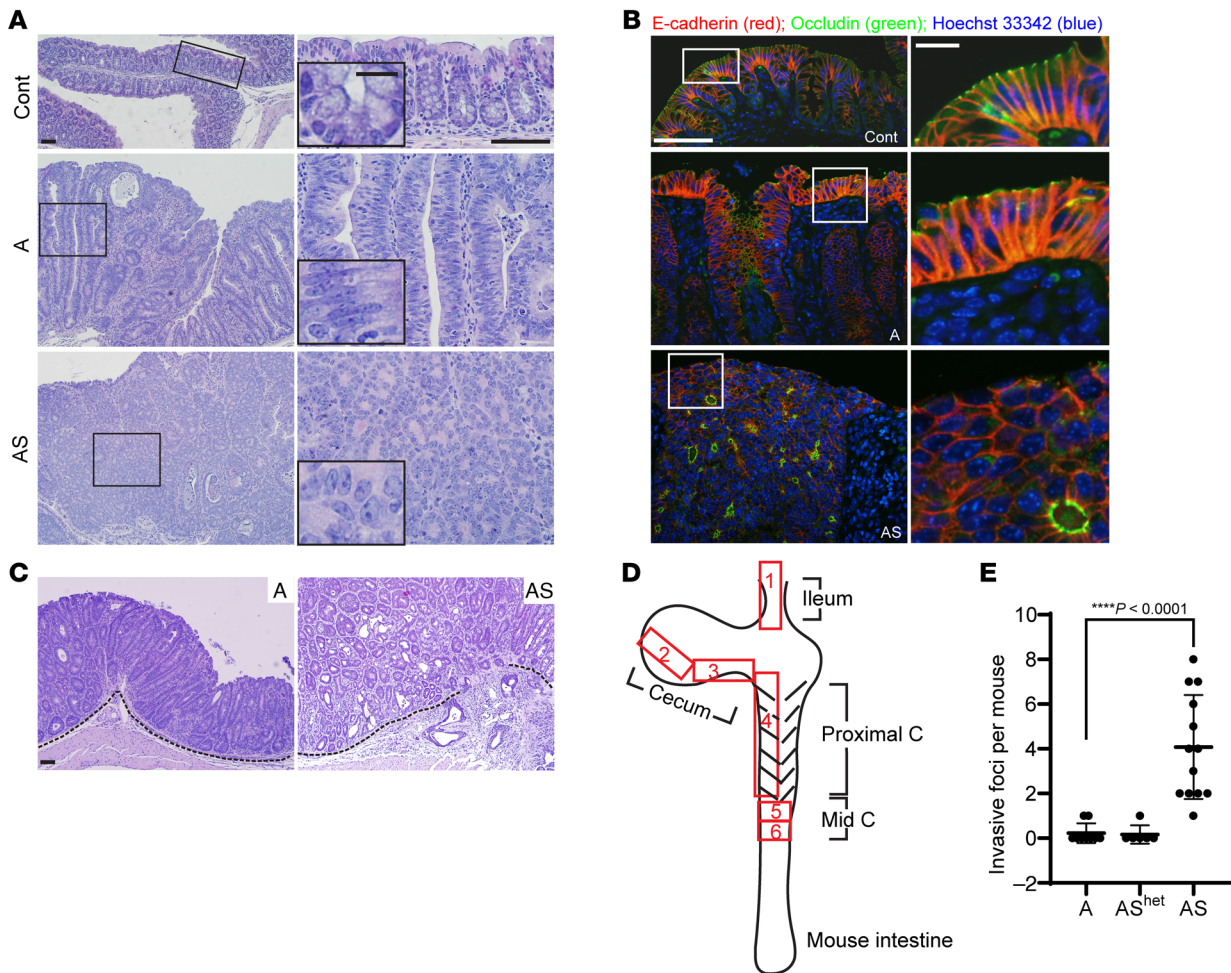 A
Cont
A
AS
B
E-cadherin (red); Occludin (green); Hoechst 33342 (blue)
Cont
A
AS
C
A
AS
D
1
Ileum
2
3
Cecum
4
Proximal C
5
Mid C
6
Mouse intestine
E
****P < 0.0001
Invasive foci per mouse
10
8
6
4
2
0
–2
A
AShet
AS